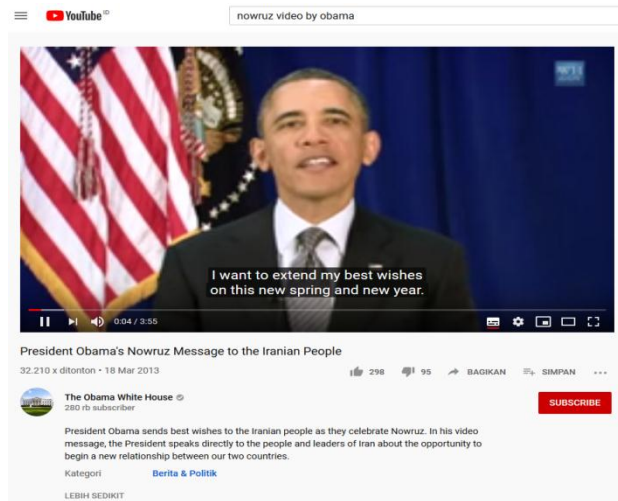 YouTube ID
nowruz video by obama
I want to extend my best wishes
on this new spring and new year.
0:04 / 3:55
President Obama's Nowruz Message to the Iranian People
32.210 x ditonton • 18 Mar 2013
298 95 BAGIKAN SIMPAN
The Obama White House
280 rb subscriber
SUBSCRIBE
President Obama sends best wishes to the Iranian people as they celebrate Nowruz. In his video
message, the President speaks directly to the people and leaders of Iran about the opportunity to
begin a new relationship between our two countries.
Kategori Berita & Politik
LEBIH SEDIKIT